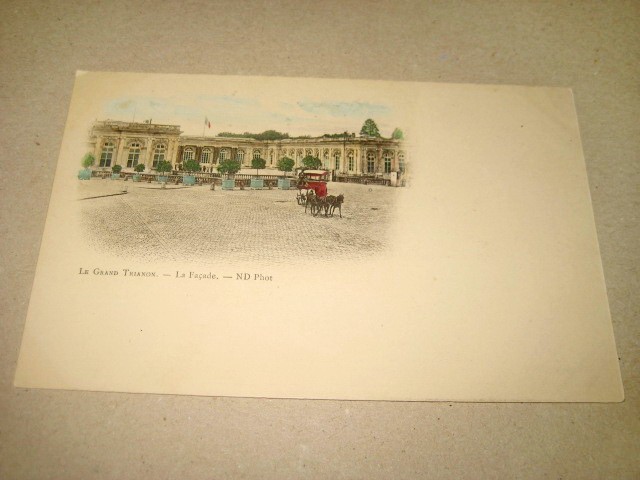 Le Grand Trianon. — La Façade. — ND Phot